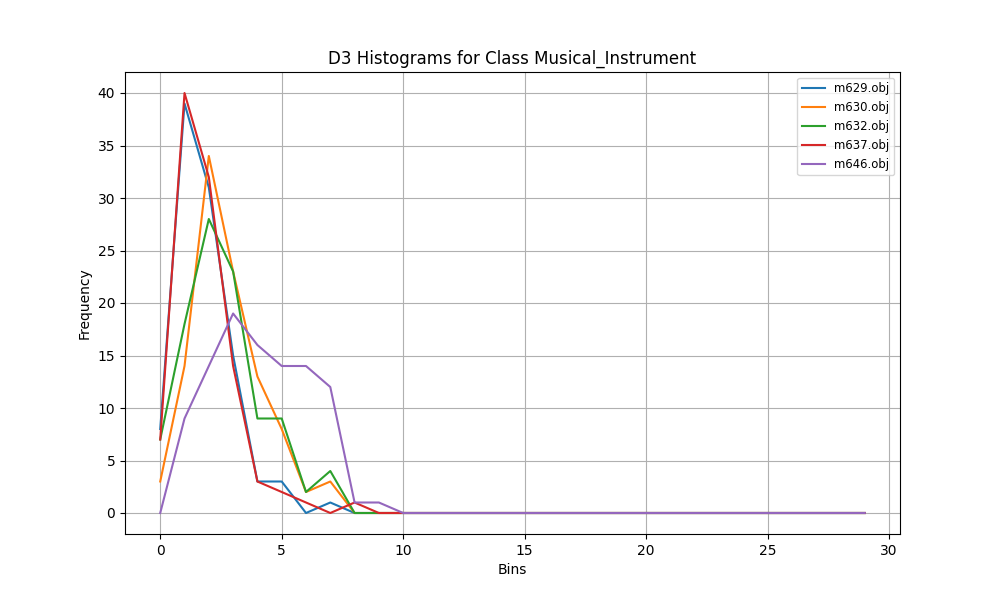 D3 Histograms for Class Musical_Instrument
m629.obj
m630.obj
m632.obj
m637.obj
m646.obj
Frequency
40
35
30
25
20
15
10
5
0
0 5 10 15 20 25 30
Bins